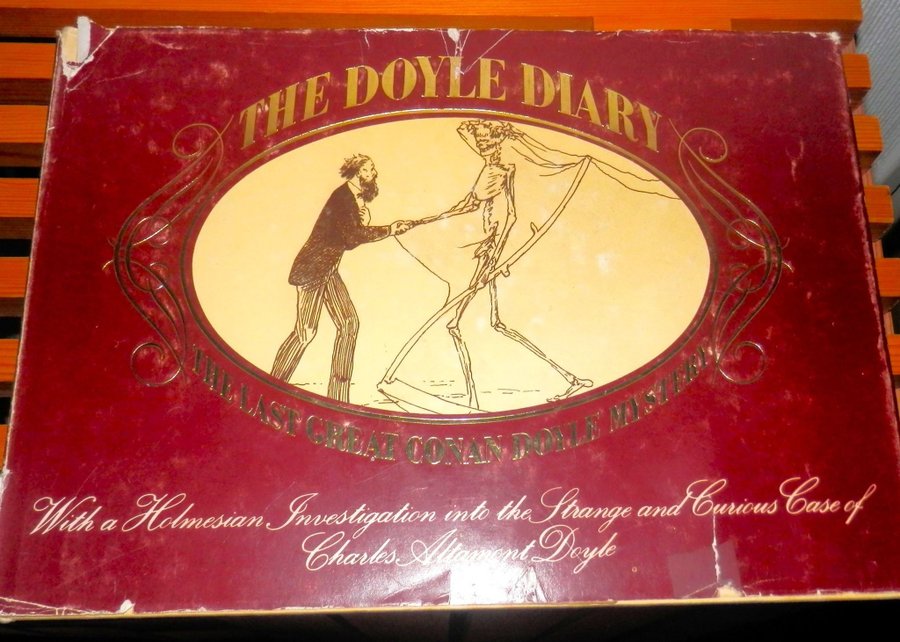 THE DOYLE DIARY
THE LAST GREAT CONAN DOYLE MYSTERY
With a Holmesian Investigation into the Strange and Curious Case of
Charles Altamont Doyle